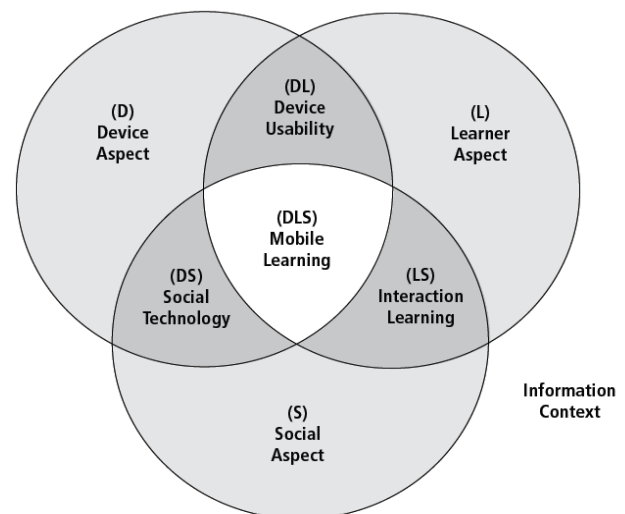 (DL)
Device
Usability
(D)
Device
Aspect
(L)
Learner
Aspect
(DLS)
Mobile
Learning
(DS)
Social
Technology
(LS)
Interaction
Learning
Information
Context
(S)
Social
Aspect